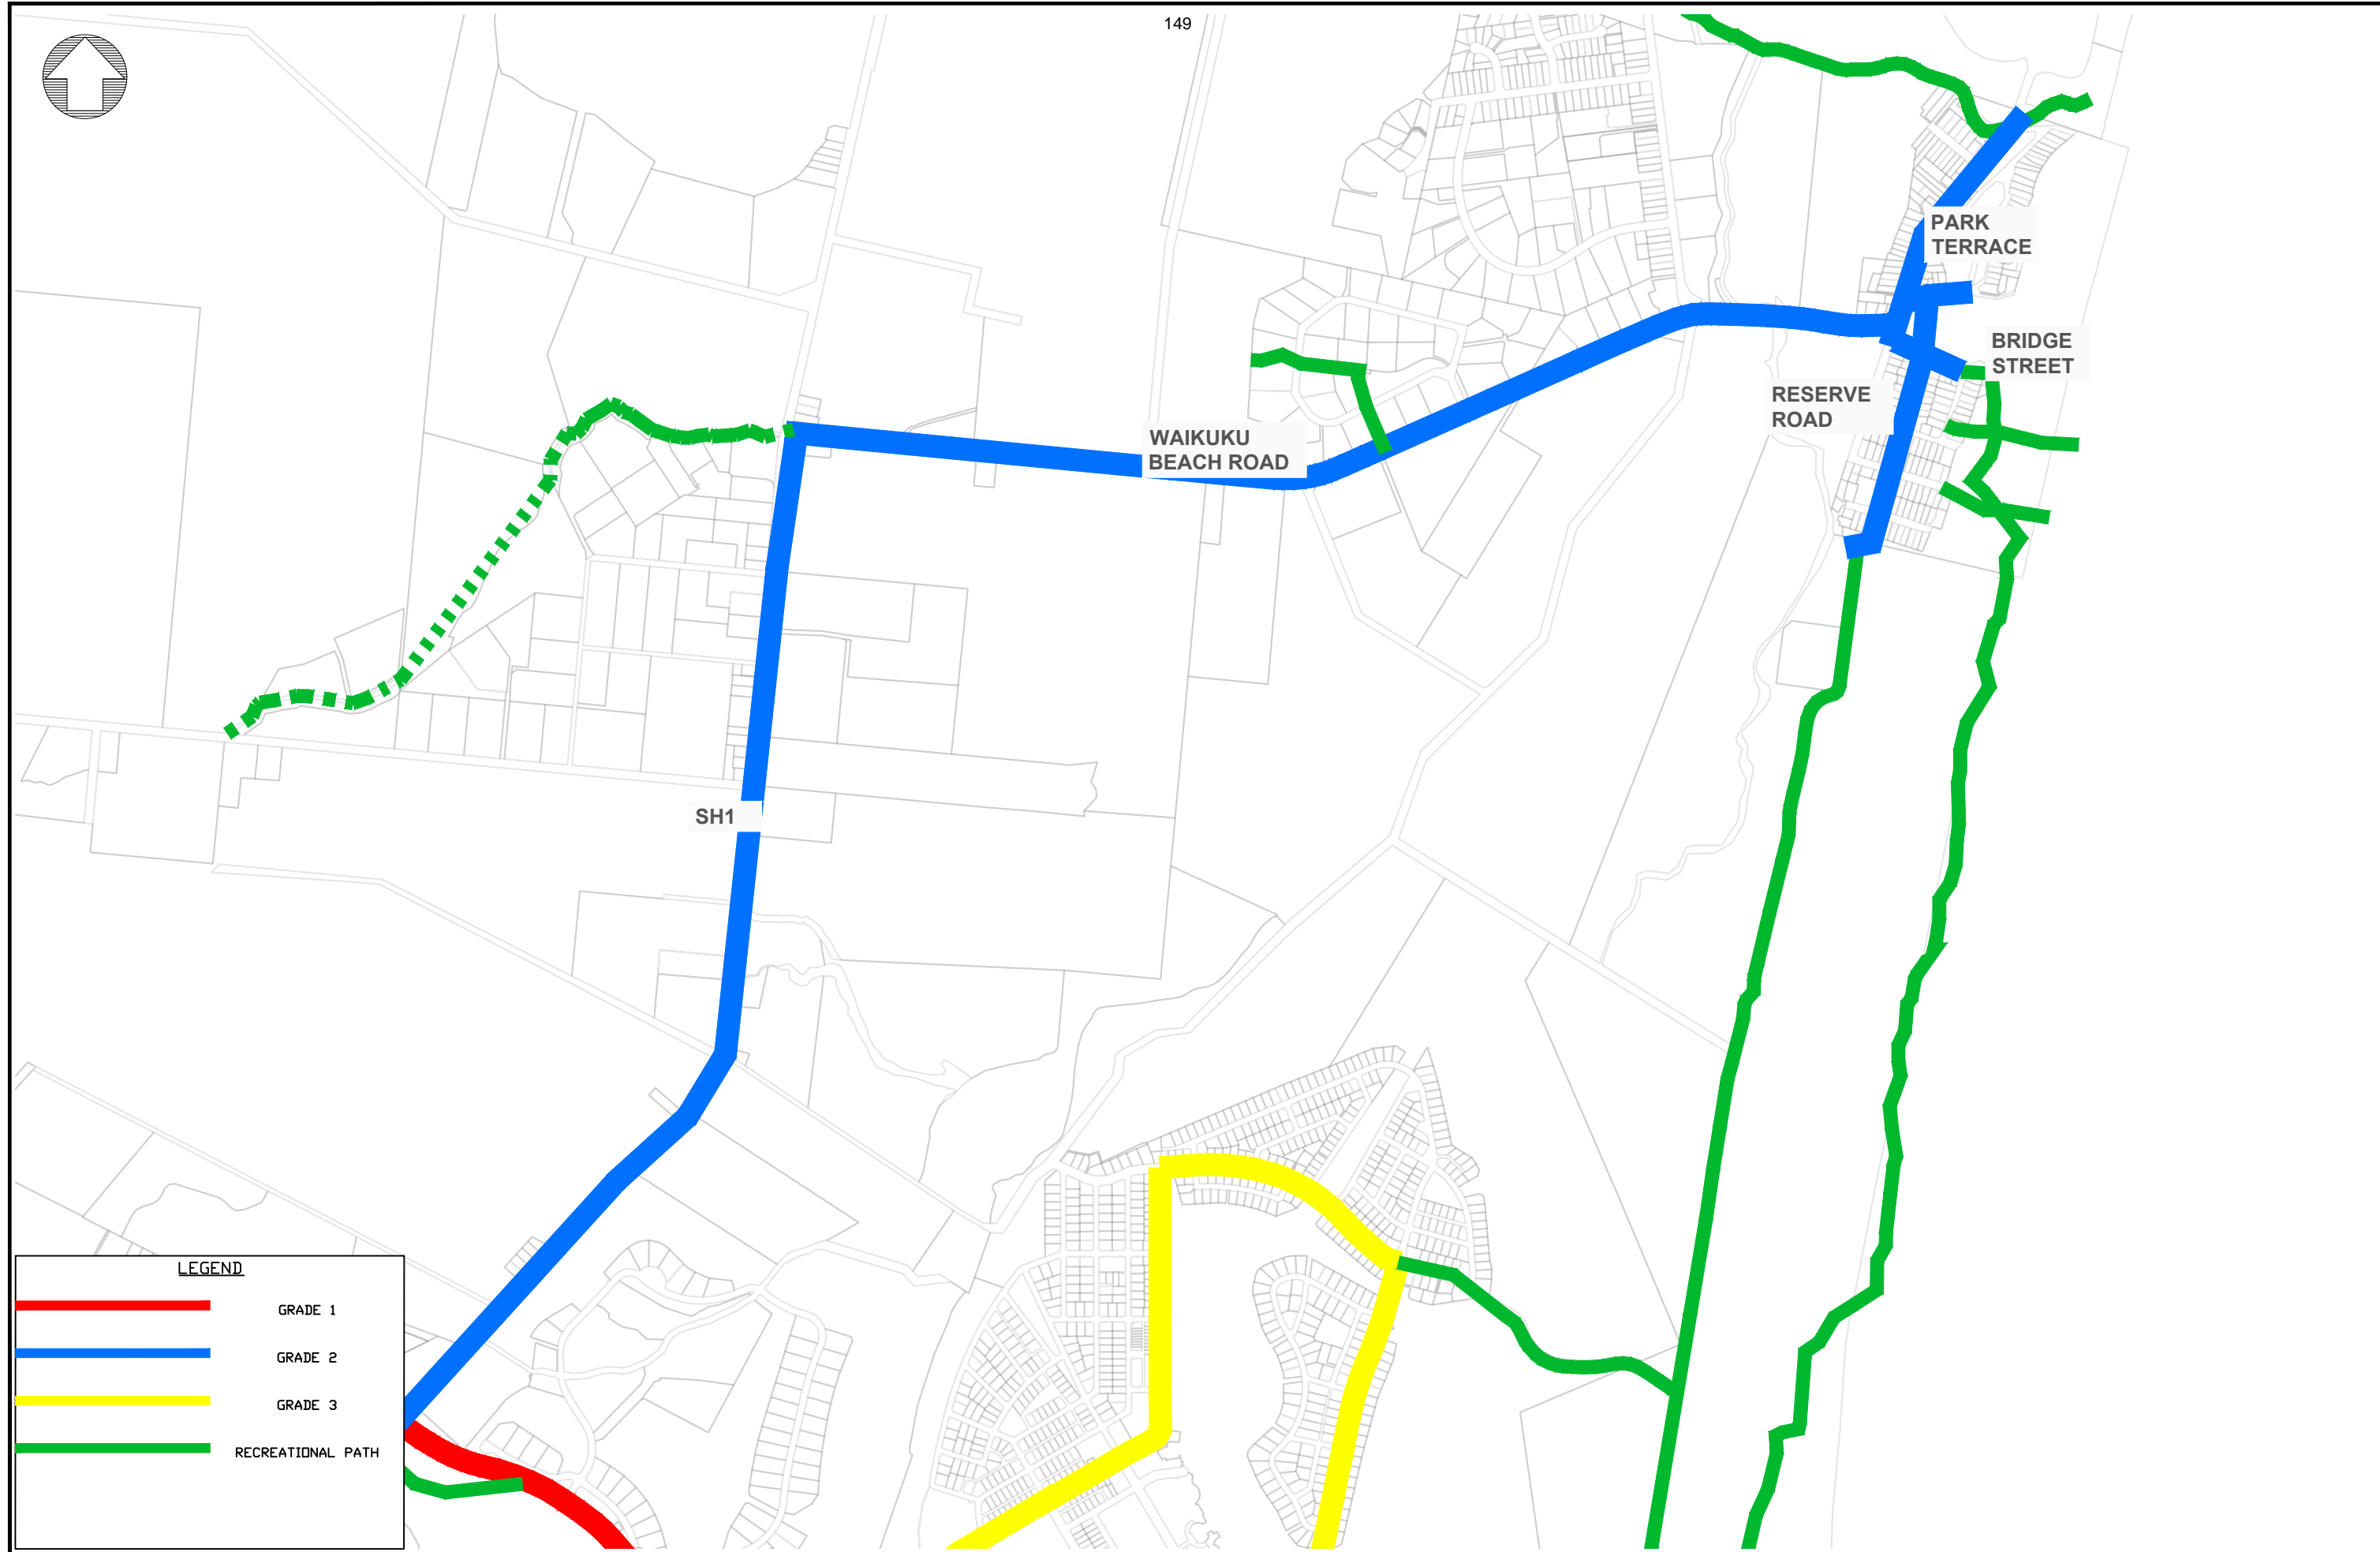 149
PARK
TERRACE
BRIDGE
STREET
RESERVE
ROAD
WAIKUKU
BEACH ROAD
SH1
LEGEND
GRADE 1
GRADE 2
GRADE 3
RECREATIONAL PATH